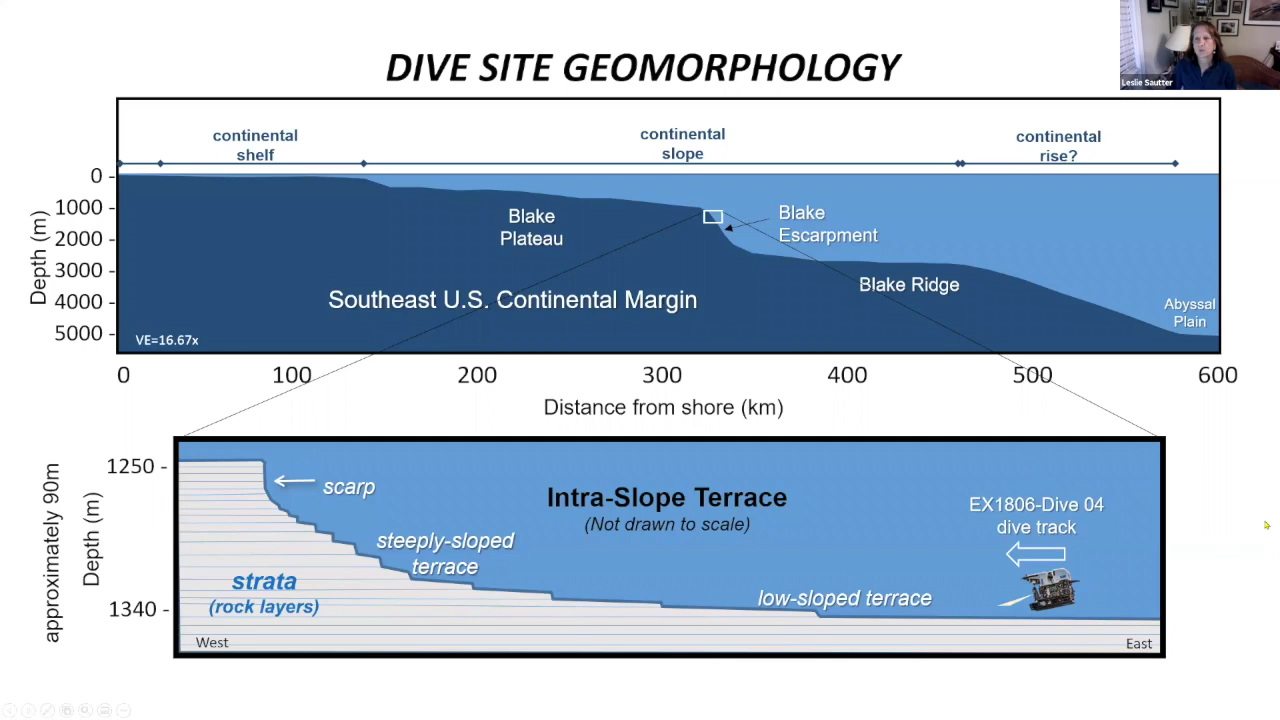 DIVE SITE GEOMORPHOLOGY
Leslie Sautter
continental
shelf
continental
slope
continental
rise?
0
1000
2000
3000
4000
5000
Depth (m)
Blake
Plateau
Blake
Escarpment
Blake Ridge
Southeast U.S. Continental Margin
Abyssal
Plain
VE=16.67x
0 100 200 300 400 500 600
Distance from shore (km)
approximately 90m
Depth (m)
1250
1340
scarp
Intra-Slope Terrace
(Not drawn to scale)
EX1806-Dive 04
dive track
steeply-sloped
terrace
strata
(rock layers)
low-sloped terrace
West
East